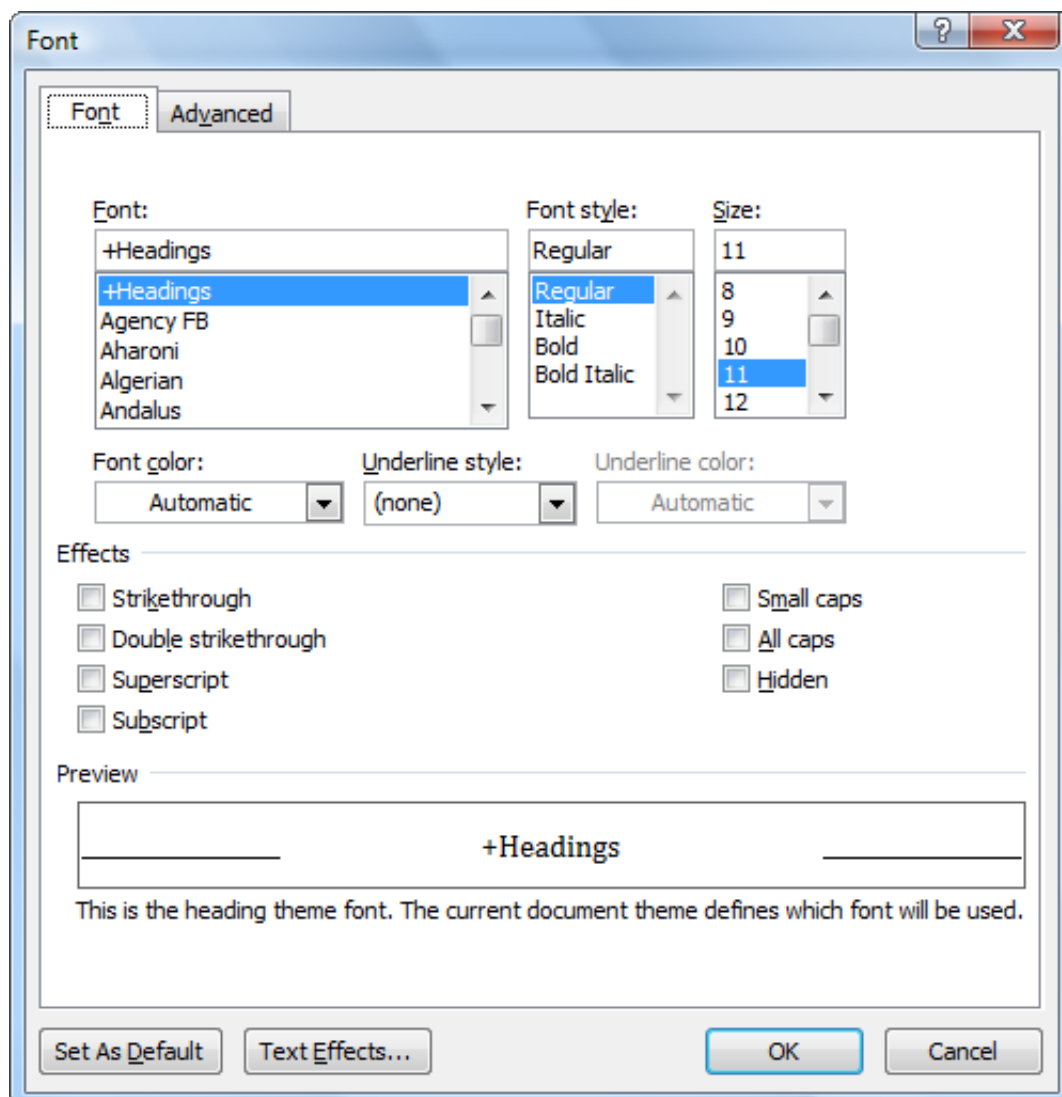 Font
Font Advanced
Font: Font style: Size:
+Headings Regular 11
+Headings Regular 8
Agency FB Italic 9
Aharoni Bold 10
Algerian Bold Italic 11
Andalus 12
Font color: Underline style: Underline color:
Automatic (none) Automatic
Effects
Strikethrough Small caps
Double strikethrough All caps
Superscript Hidden
Subscript
Preview
+Headings
This is the heading theme font. The current document theme defines which font will be used.
Set As Default Text Effects... OK Cancel